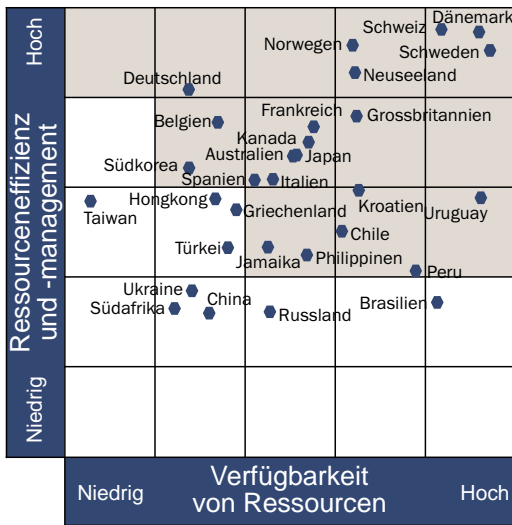 Hoch
Ressourceneffizienz
und -management
Niedrig
Schweiz
Dänemark
Norwegen
Schweden
Neuseeland
Deutschland
Belgien
Frankreich
Grossbritannien
Kanada
Australien
Japan
Südkorea
Spanien
Italien
Taiwan
Hongkong
Griechenland
Kroatien
Uruguay
Türkei
Jamaika
Chile
Philippinen
Peru
Ukraine
Südafrika
China
Russland
Brasilien
Niedrig
Verfügbarkeit
von Ressourcen
Hoch